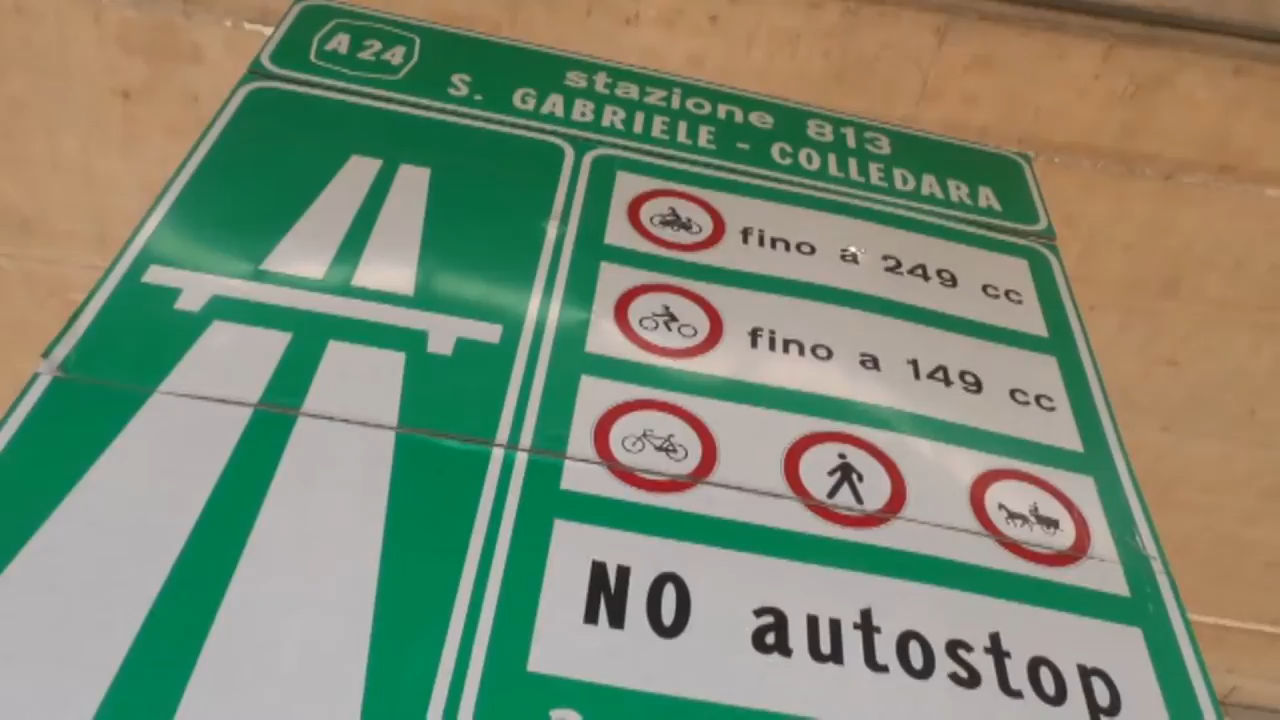 A 24
stazione 813
S. GABRIELE - COLLEDARA
fino a 249 cc
fino a 149 cc
NO autostop